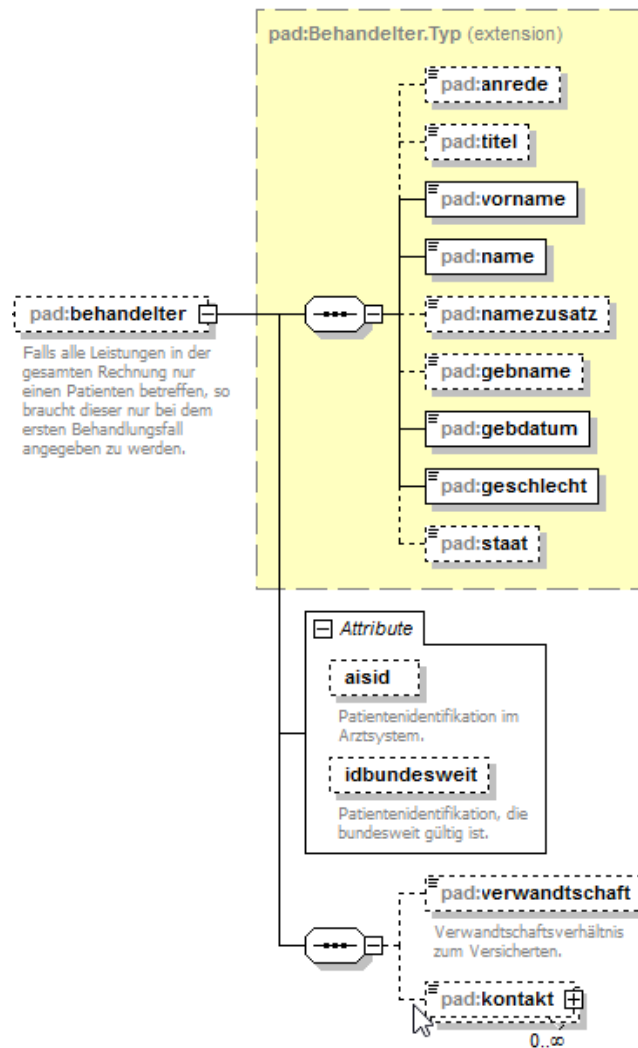 pad:Behandelter.Typ (extension)
pad:anrede
pad:titel
pad:vorname
pad:name
pad:behandelter
Falls alle Leistungen in der
gesamten Rechnung nur
einen Patienten betreffen, so
braucht dieser nur bei dem
ersten Behandlungsfall
angegeben zu werden.
pad:namezusatz
pad:gebname
pad:gebdatum
pad:geschlecht
pad:staat
Attribute
aisid
Patientenidentifikation im
Arztsystem.
idbundesweit
Patientenidentifikation, die
bundesweit gültig ist.
pad:verwandtschaft
Verwandtschaftsverhältnis
zum Versicherten.
pad:kontakt
0..∞